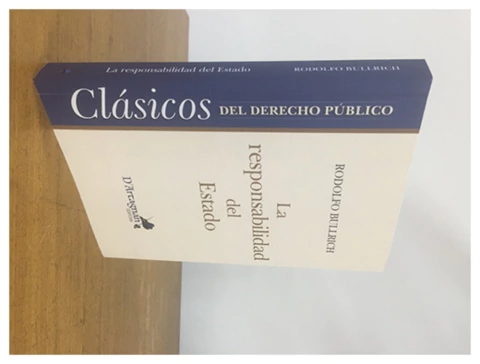 La responsabilidad del Estado
RODOLFO BULLRICH
Clásicos DEL DERECHO PÚBLICO
RODOLFO BULLRICH
La
responsabilidad
del
Estado
D'Artagnan